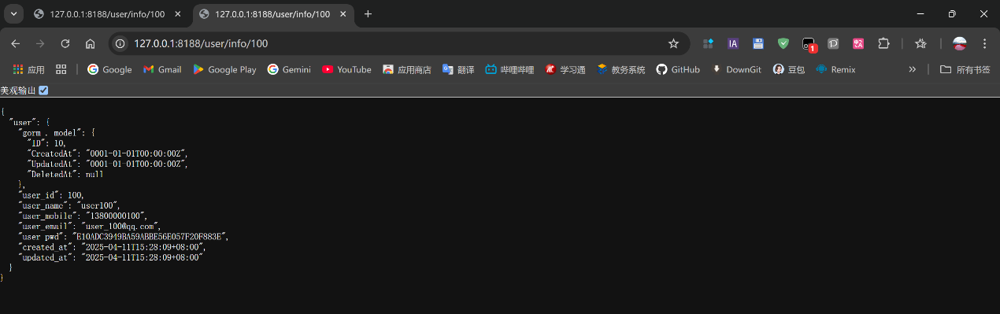 127.0.0.1:8188/user/info/100
127.0.0.1:8188/user/info/100
127.0.0.1:8188/user/info/100
IA
1
应用 Google Gmail Google Play Gemini YouTube 应用商店 翻译 哔哩哔哩 学习通 教务系统 GitHub DownGit 豆包 Remix » 所有书签
美观输出
{
"user": {
"gorm . model": {
"ID": 10,
"CreatedAt": "0001-01-01T00:00:00Z",
"UpdatedAt": "0001-01-01T00:00:00Z",
"DeletedAt": null
},
"user_id": 100,
"user_name": "user100",
"user_mobile": "13800000100",
"user_email": "user_100@qq.com",
"user pwd": "E10ADC3949BA59ABBE56E057F20F883E",
"created_at": "2025-04-11T15:28:09+08:00",
"updated_at": "2025-04-11T15:28:09+08:00"
}
}